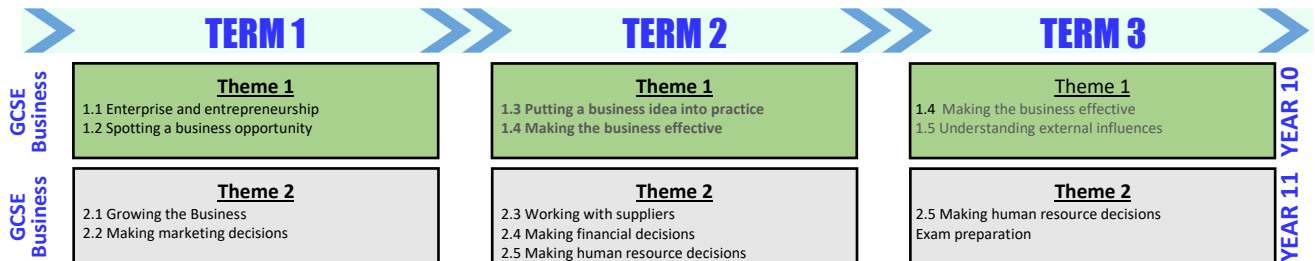 TERM 1
TERM 2
TERM 3
GCSE
Business
Theme 1
1.1 Enterprise and entrepreneurship
1.2 Spotting a business opportunity
Theme 1
1.3 Putting a business idea into practice
1.4 Making the business effective
Theme 1
1.4 Making the business effective
1.5 Understanding external influences
YEAR 10
GCSE
Business
Theme 2
2.1 Growing the Business
2.2 Making marketing decisions
Theme 2
2.3 Working with suppliers
2.4 Making financial decisions
2.5 Making human resource decisions
Theme 2
2.5 Making human resource decisions
Exam preparation
YEAR 11